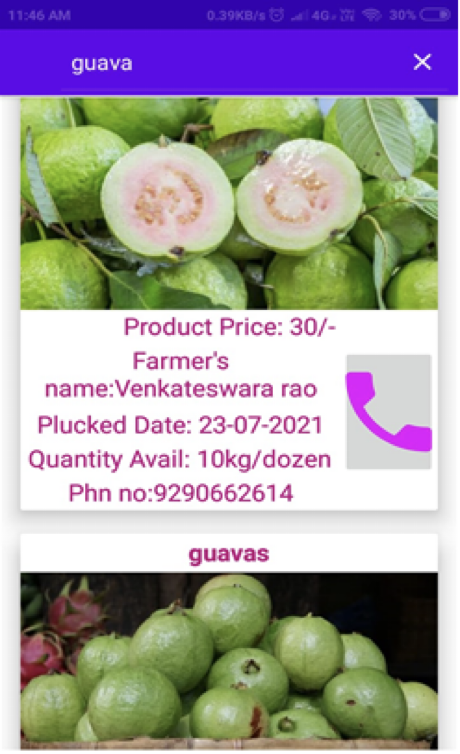 11:46 AM 0.39KB/s 4G 30%
guava
Product Price: 30/-
Farmer's
name:Venkateswara rao
Plucked Date: 23-07-2021
Quantity Avail: 10kg/dozen
Phn no:9290662614
guavas